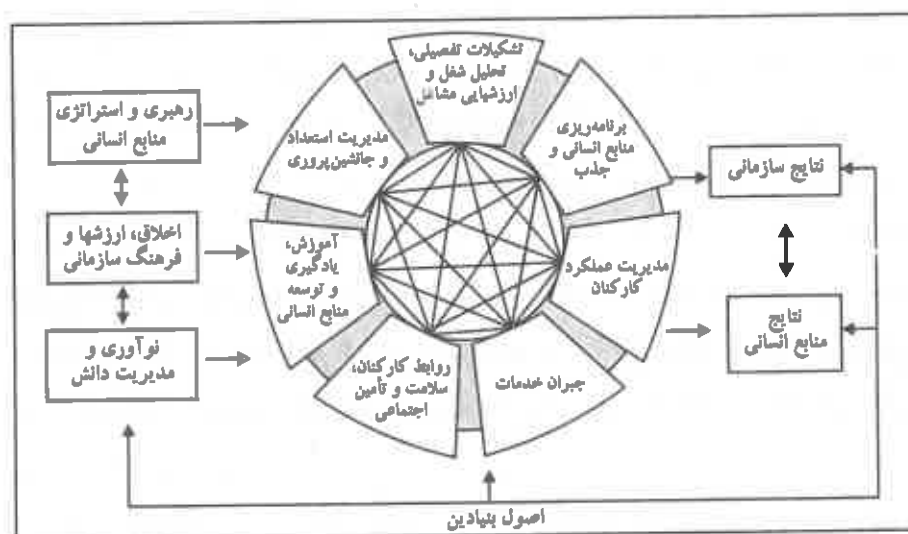 تشکیلات تفصیلی،
تحلیل شغل و
ارزشیابی مشاغل
برنامه‌ریزی
منابع انسانی و
جذب
مدیریت استعداد
و جانشین‌پروری
رهبری و استراتژی
منابع انسانی
نتایج سازمانی
اخلاق، ارزشها و
فرهنگ سازمانی
آموزش،
یادگیری
و توسعه
منابع انسانی
مدیریت عملکرد
کارکنان
نتایج
منابع انسانی
نوآوری و
مدیریت دانش
روابط کارکنان،
سلامت و تأمین
اجتماعی
جبران خدمات
اصول بنیادین